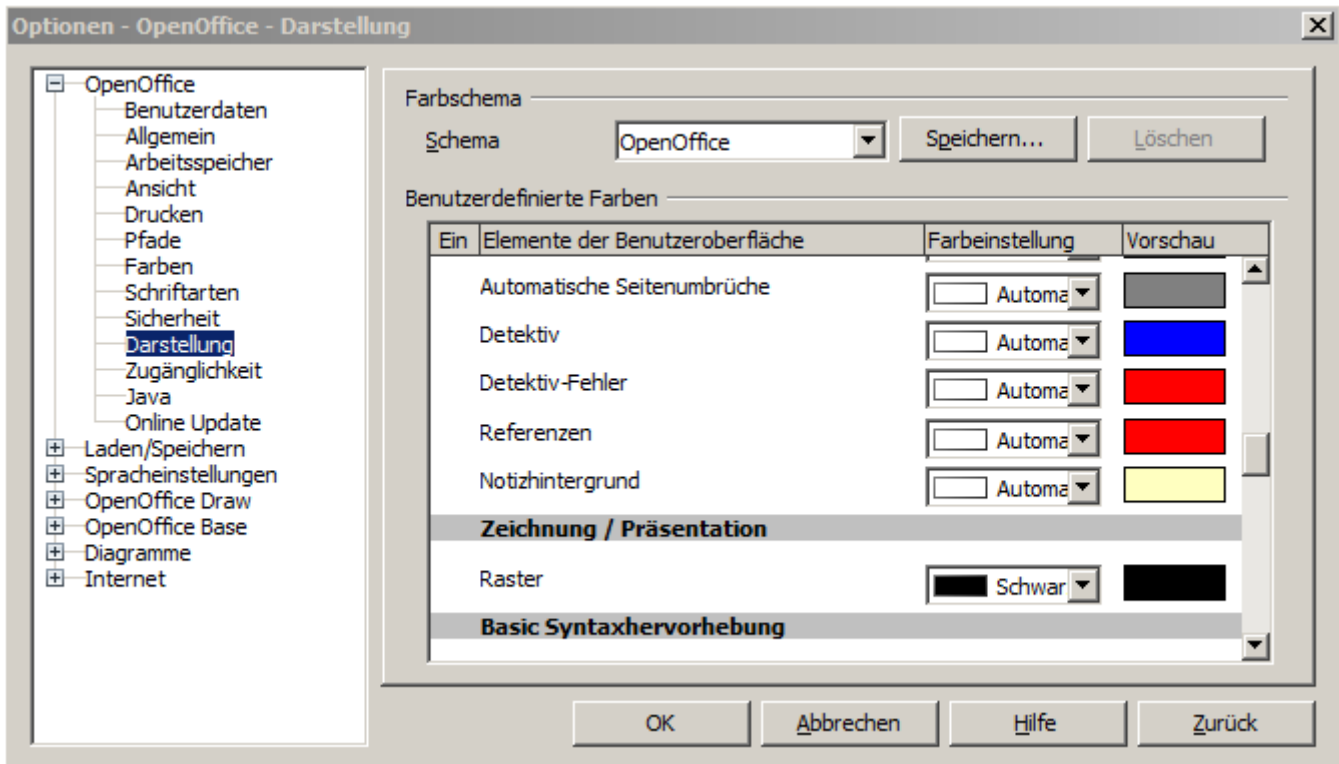 Optionen - OpenOffice - Darstellung
OpenOffice
Benutzerdaten
Allgemein
Arbeitsspeicher
Ansicht
Drucken
Pfade
Farben
Schriftarten
Sicherheit
Darstellung
Zugänglichkeit
Java
Online Update
Laden/Speichern
Spracheinstellungen
OpenOffice Draw
OpenOffice Base
Diagramme
Internet
Farbschema
Schema OpenOffice Speichern... Löschen
Benutzerdefinierte Farben
Ein Elemente der Benutzeroberfläche Farbeinstellung Vorschau
Automatische Seitenumbrüche Automa
Detektiv Automa
Detektiv-Fehler Automa
Referenzen Automa
Notizhintergrund Automa
Zeichnung / Präsentation
Raster Schwar
Basic Syntaxhervorhebung
OK Abbrechen Hilfe Zurück